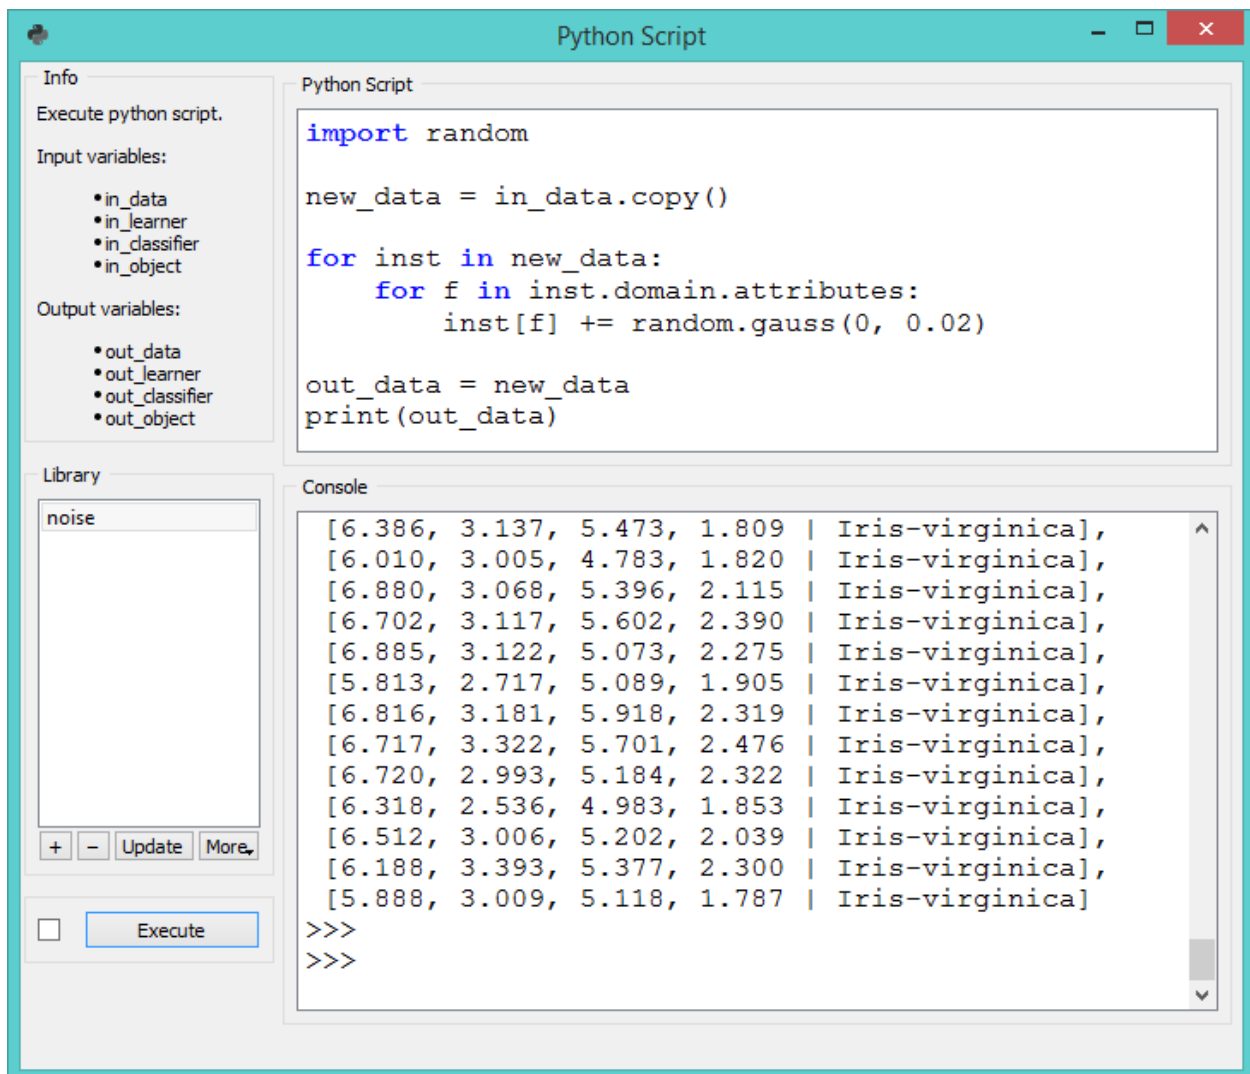 Python Script
Info
Execute python script.
Input variables:
•in_data
•in_learner
•in_classifier
•in_object
Output variables:
•out_data
•out_learner
•out_classifier
•out_object
Library
noise
+ - Update More
Execute
Python Script
import random
new_data = in_data.copy()
for inst in new_data:
    for f in inst.domain.attributes:
        inst[f] += random.gauss(0, 0.02)
out_data = new_data
print(out_data)
Console
[6.386, 3.137, 5.473, 1.809 | Iris-virginica],
[6.010, 3.005, 4.783, 1.820 | Iris-virginica],
[6.880, 3.068, 5.396, 2.115 | Iris-virginica],
[6.702, 3.117, 5.602, 2.390 | Iris-virginica],
[6.885, 3.122, 5.073, 2.275 | Iris-virginica],
[5.813, 2.717, 5.089, 1.905 | Iris-virginica],
[6.816, 3.181, 5.918, 2.319 | Iris-virginica],
[6.717, 3.322, 5.701, 2.476 | Iris-virginica],
[6.720, 2.993, 5.184, 2.322 | Iris-virginica],
[6.318, 2.536, 4.983, 1.853 | Iris-virginica],
[6.512, 3.006, 5.202, 2.039 | Iris-virginica],
[6.188, 3.393, 5.377, 2.300 | Iris-virginica],
[5.888, 3.009, 5.118, 1.787 | Iris-virginica]
>>>
>>>